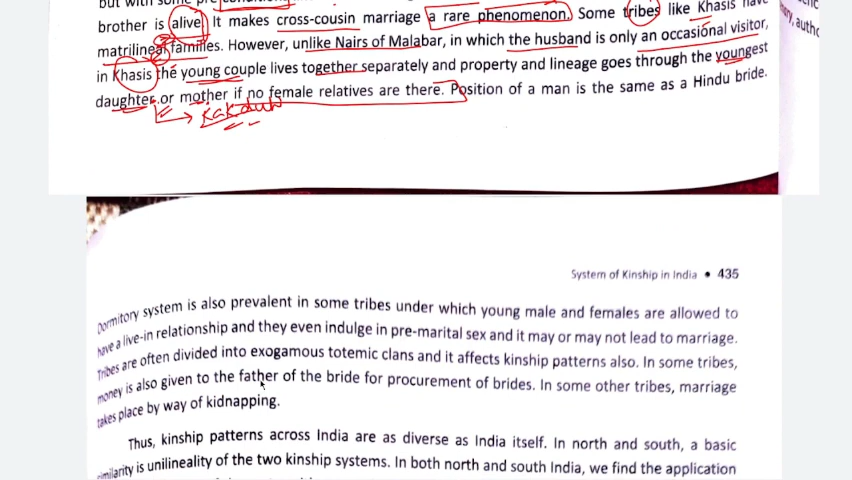 but with some
brother is alive. It makes cross-cousin marriage a rare phenomenon. Some tribes like Khasis have
matrilineal families. However, unlike Nairs of Malabar, in which the husband is only an occasional visitor,
in Khasis the young couple lives together separately and property and lineage goes through the youngest
daughter or mother if no female relatives are there. Position of a man is the same as a Hindu bride.
System of Kinship in India • 435
Dormitory system is also prevalent in some tribes under which young male and females are allowed to
have a live-in relationship and they even indulge in pre-marital sex and it may or may not lead to marriage.
Tribes are often divided into exogamous totemic clans and it affects kinship patterns also. In some tribes,
money is also given to the father of the bride for procurement of brides. In some other tribes, marriage
takes place by way of kidnapping.
Thus, kinship patterns across India are as diverse as India itself. In north and south, a basic
similarity is unilineality of the two kinship systems. In both north and south India, we find the application